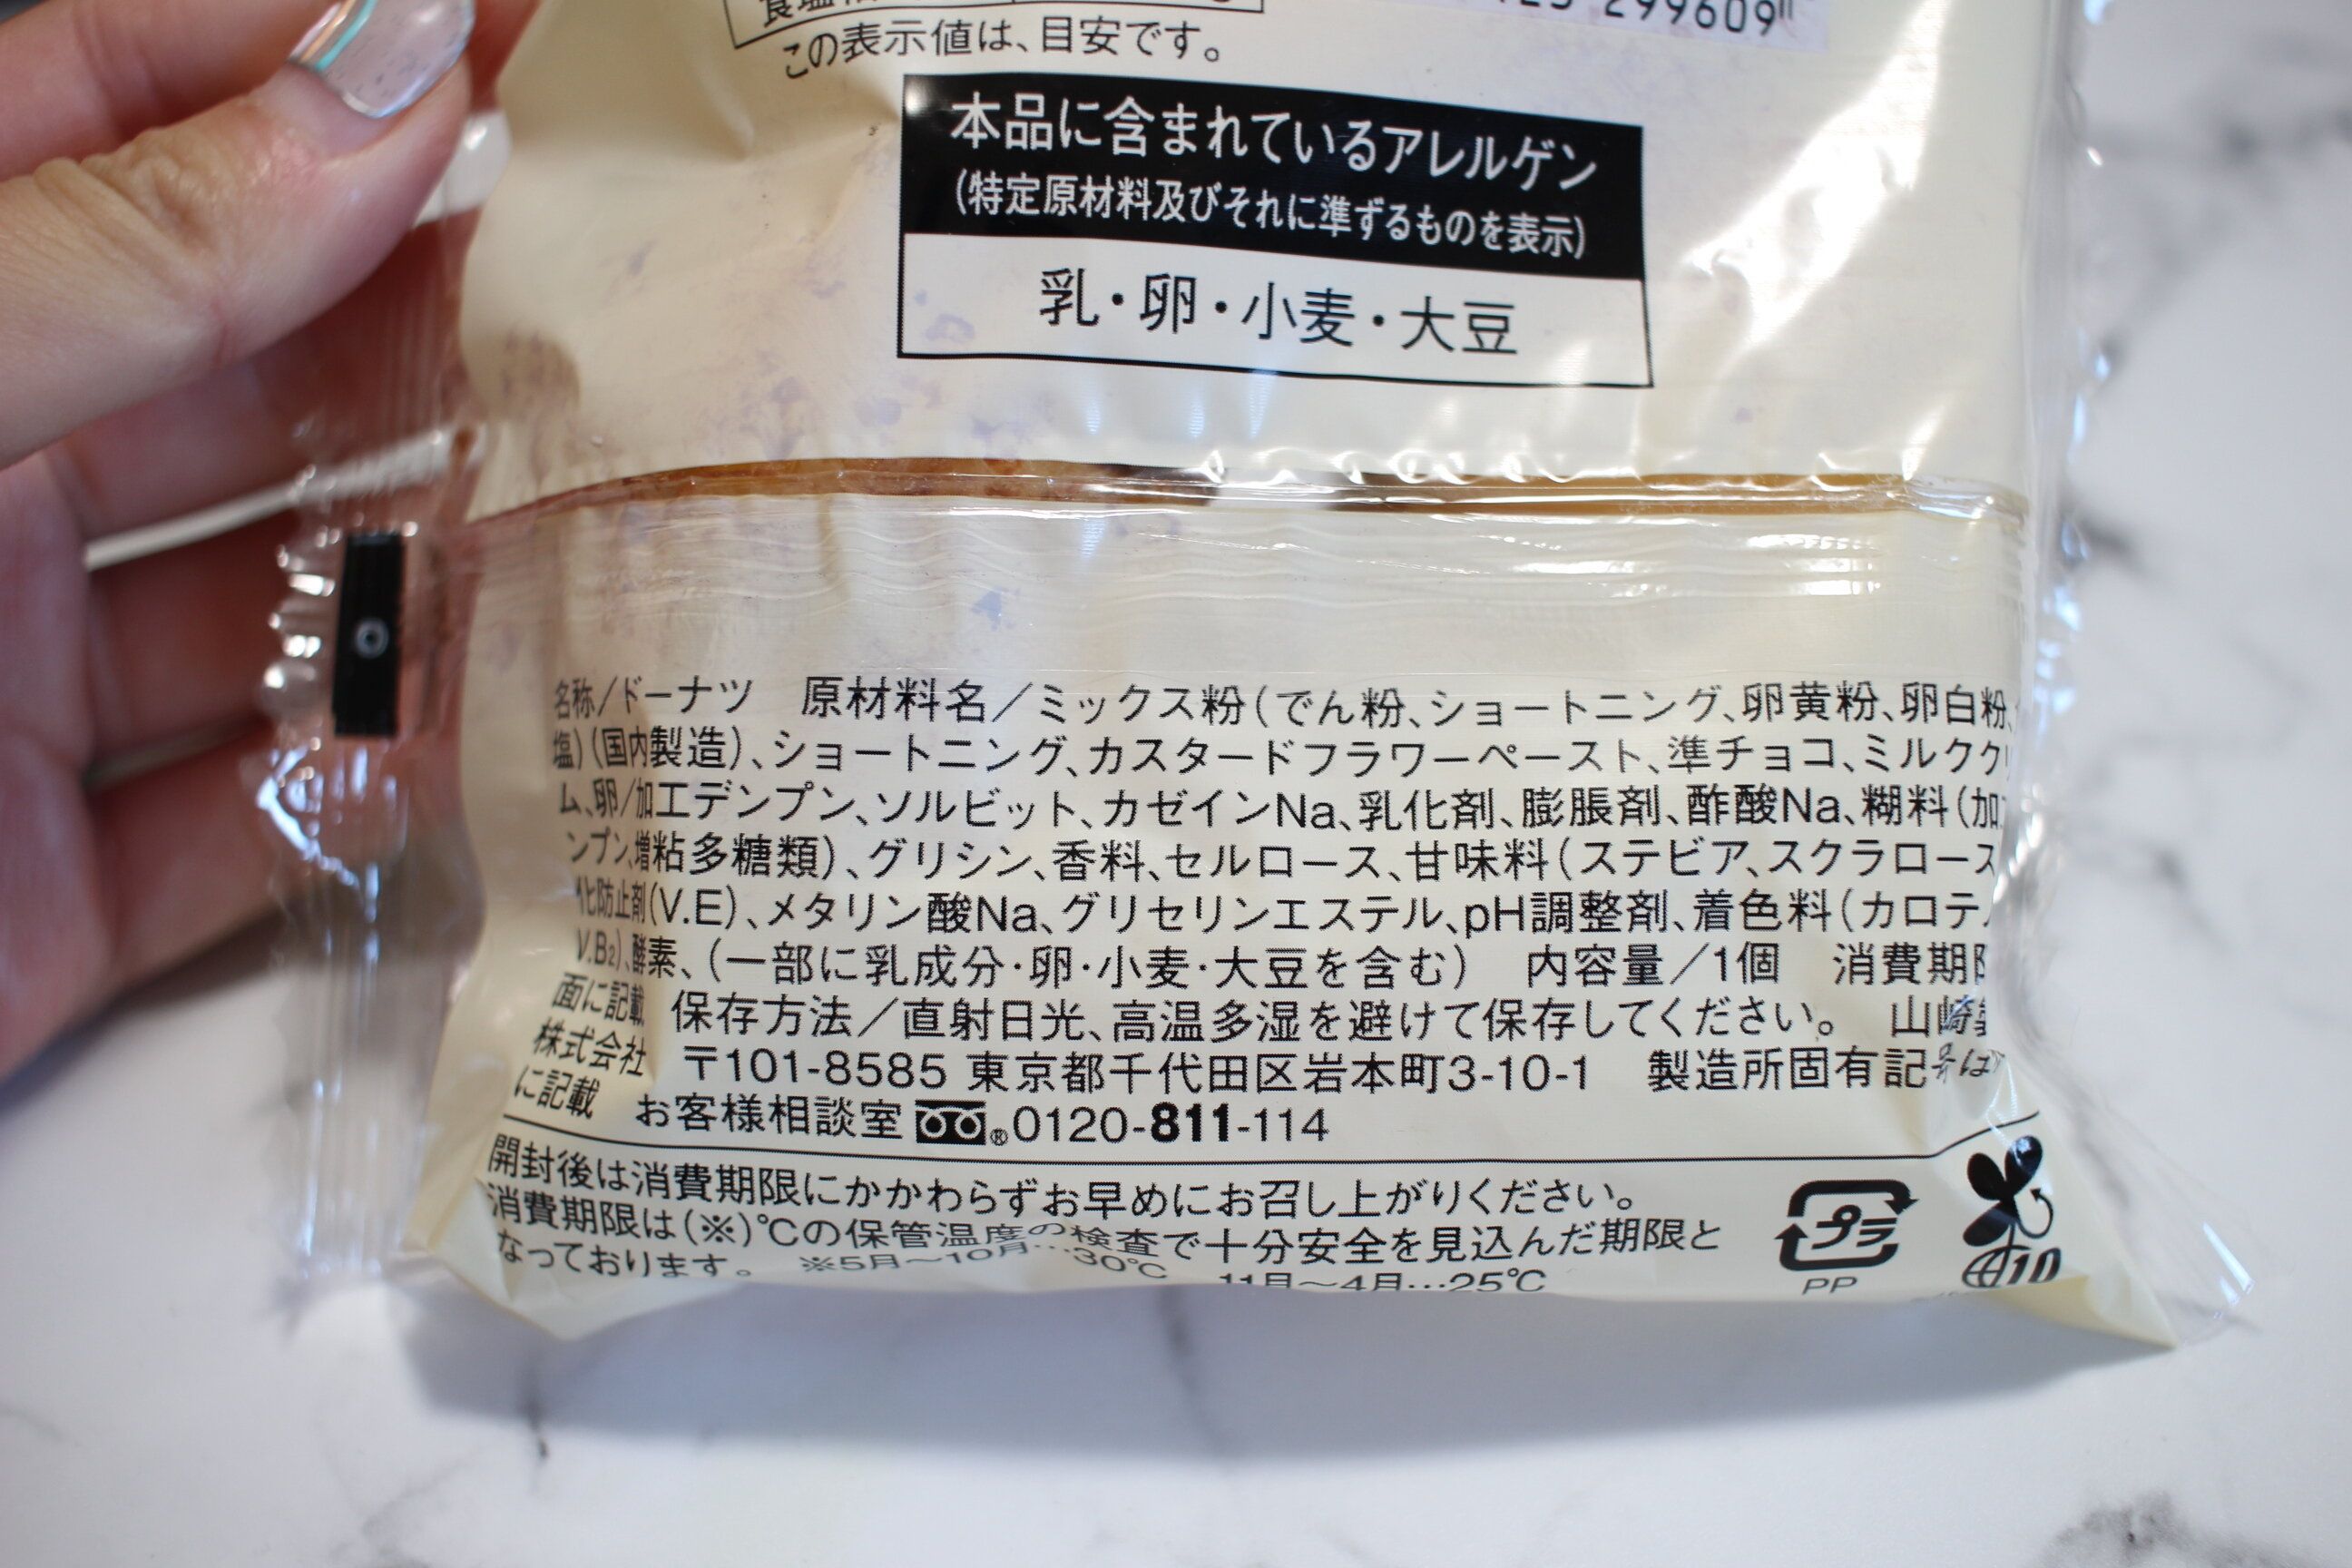 この表示値は、目安です。
299609
本品に含まれているアレルゲン
(特定原材料及びそれに準ずるものを表示)
乳・卵・小麦・大豆
名称/ドーナツ 原材料名/ミックス粉(でん粉、ショートニング、卵黄粉、卵白粉、
塩)(国内製造)、ショートニング、カスタードフラワーペースト、準チョコ、ミルクク
ム、卵/加工デンプン、ソルビット、カゼインNa、乳化剤、膨脹剤、酢酸Na、糊料(加
ンプン、増粘多糖類)、グリシン、香料、セルロース、甘味料(ステビア、スクラロース
化防止剤(V.E)、メタリン酸Na、グリセリンエステル、pH調整剤、着色料(カロテ
V.B2)、酵素、(一部に乳成分・卵・小麦・大豆を含む) 内容量/1個 消費期限
面に記載 保存方法/直射日光、高温多湿を避けて保存してください。 山崎
株式会社 〒101-8585 東京都千代田区岩本町3-10-1 製造所固有記号は
に記載 お客様相談室 ®0120-811-114
開封後は消費期限にかかわらずお早めにお召し上がりください。
消費期限は(※)℃の保管温度の検査で十分安全を見込んだ期限と
なっております。 ※5月~10月…30℃ 11月~4月…25℃
プラ
PP
10